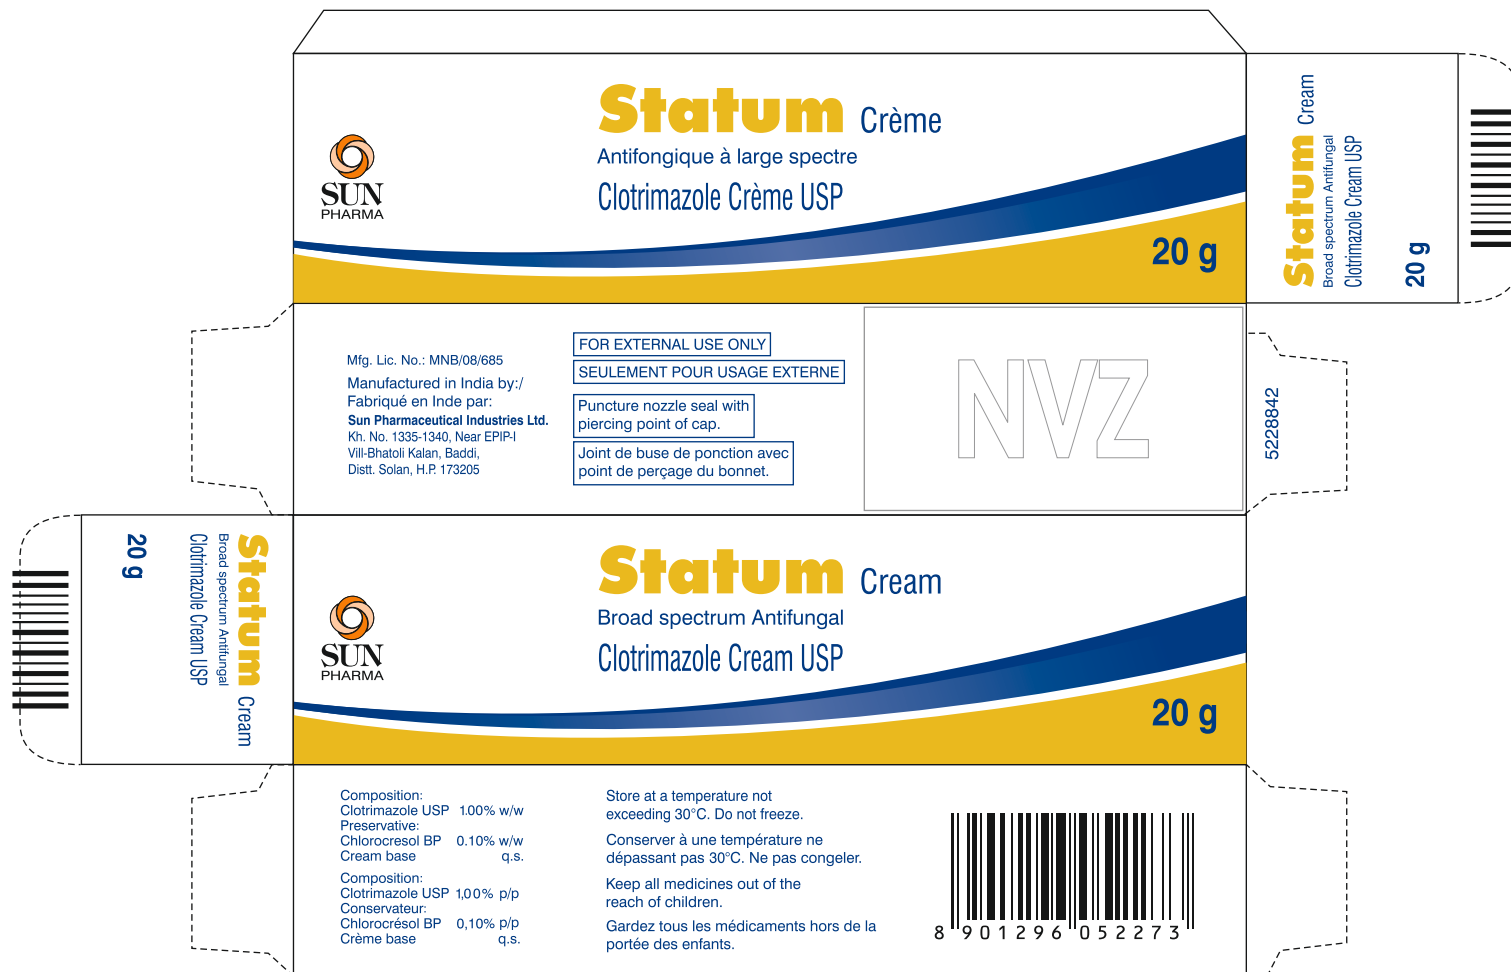 Statum Crème
Antifongique à large spectre
Clotrimazole Crème USP
SUN
PHARMA
20 g
Statum Cream
Broad spectrum Antifungal
Clotrimazole Cream USP
20 g
Mfg. Lic. No.: MNB/08/685
Manufactured in India by:/
Fabriqué en Inde par:
Sun Pharmaceutical Industries Ltd.
Kh. No. 1335-1340, Near EPIP-I
Vill-Bhatoli Kalan, Baddi,
Distt. Solan, H.P. 173205
FOR EXTERNAL USE ONLY
SEULEMENT POUR USAGE EXTERNE
Puncture nozzle seal with
piercing point of cap.
Joint de buse de ponction avec
point de perçage du bonnet.
NVZ
5228842
Statum Cream
Broad spectrum Antifungal
Clotrimazole Cream USP
20 g
Statum Cream
Broad spectrum Antifungal
Clotrimazole Cream USP
SUN
PHARMA
20 g
Composition:
Clotrimazole USP 1.00% w/w
Preservative:
Chlorocresol BP 0.10% w/w
Cream base q.s.
Composition:
Clotrimazole USP 1,00% p/p
Conservateur:
Chlorocrésol BP 0,10% p/p
Crème base q.s.
Store at a temperature not
exceeding 30°C. Do not freeze.
Conserver à une température ne
dépassant pas 30°C. Ne pas congeler.
Keep all medicines out of the
reach of children.
Gardez tous les médicaments hors de la
portée des enfants.
8 901296 052273